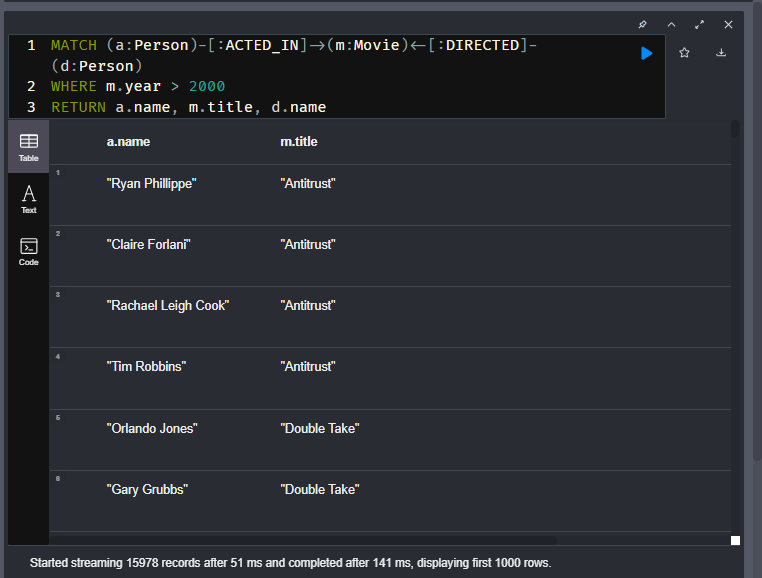 1 MATCH (a:Person)-[:ACTED_IN]->(m:Movie)<-[:DIRECTED]-
(d:Person)
2 WHERE m.year > 2000
3 RETURN a.name, m.title, d.name
Table
Text
Code
a.name m.title
1 "Ryan Phillippe" "Antitrust"
2 "Claire Forlani" "Antitrust"
3 "Rachael Leigh Cook" "Antitrust"
4 "Tim Robbins" "Antitrust"
5 "Orlando Jones" "Double Take"
6 "Gary Grubbs" "Double Take"
Started streaming 15978 records after 51 ms and completed after 141 ms, displaying first 1000 rows.